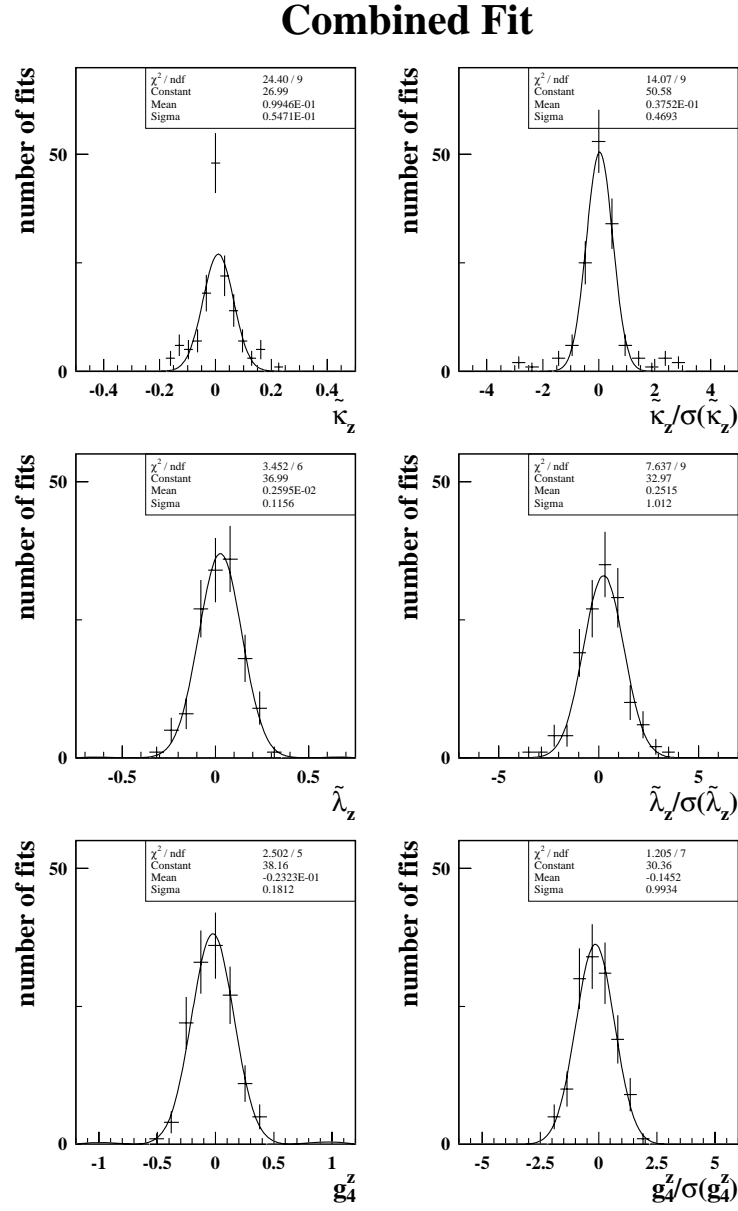 Combined Fit
number of fits
χ² / ndf 24.40 / 9
Constant 26.99
Mean 0.9946E-01
Sigma 0.5471E-01
50
0
-0.4 -0.2 0 0.2 0.4
κ̃_z
number of fits
χ² / ndf 14.07 / 9
Constant 50.58
Mean 0.3752E-01
Sigma 0.4693
50
0
-4 -2 0 2 4
κ̃_z/σ(κ̃_z)
number of fits
χ² / ndf 3.452 / 6
Constant 36.99
Mean 0.2595E-02
Sigma 0.1156
50
0
-0.5 0 0.5
λ̃_z
number of fits
χ² / ndf 7.637 / 9
Constant 32.97
Mean 0.2515
Sigma 1.012
50
0
-5 0 5
λ̃_z/σ(λ̃_z)
number of fits
χ² / ndf 2.502 / 5
Constant 38.16
Mean -0.2323E-01
Sigma 0.1812
50
0
-1 -0.5 0 0.5 1
g₄ᶻ
number of fits
χ² / ndf 1.205 / 7
Constant 30.36
Mean -0.1452
Sigma 0.9934
50
0
-5 -2.5 0 2.5 5
g₄ᶻ/σ(g₄ᶻ)